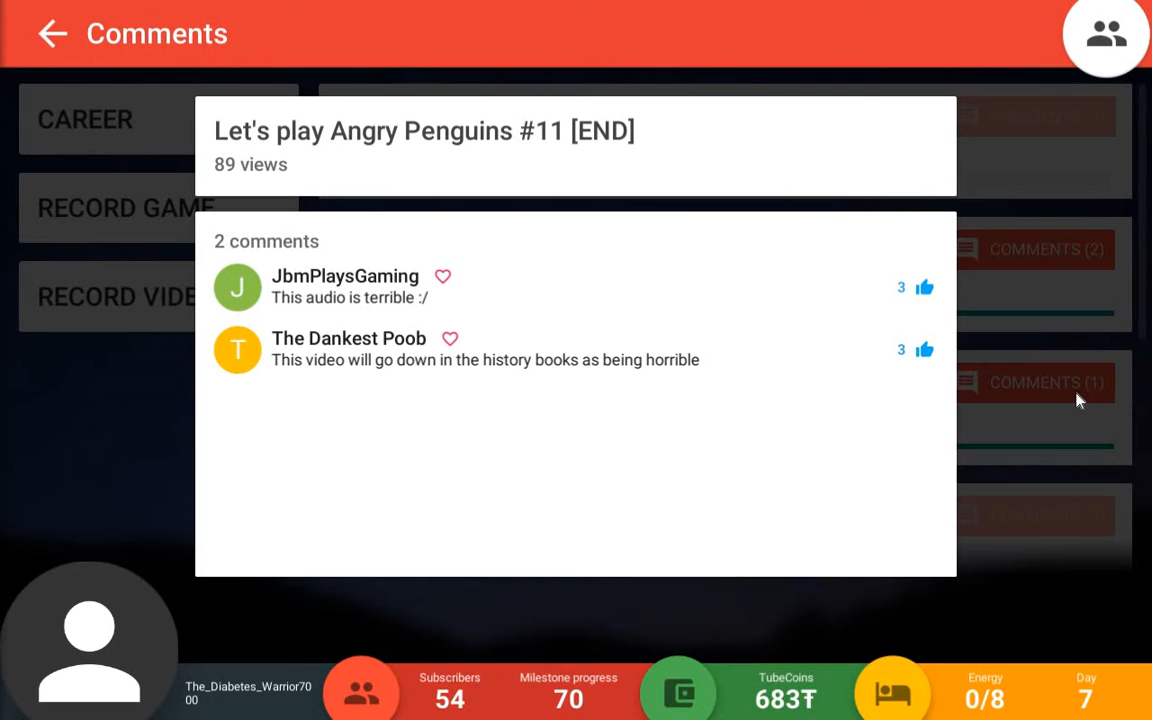 Comments
CAREER
RECORD GAME
RECORD VIDE
Let's play Angry Penguins #11 [END]
89 views
2 comments
JbmPlaysGaming
This audio is terrible :/
3
The Dankest Poob
This video will go down in the history books as being horrible
3
COMMENTS (2)
COMMENTS (1)
The_Diabetes_Warrior70
00
Subscribers
54
Milestone progress
70
TubeCoins
683₮
Energy
0/8
Day
7